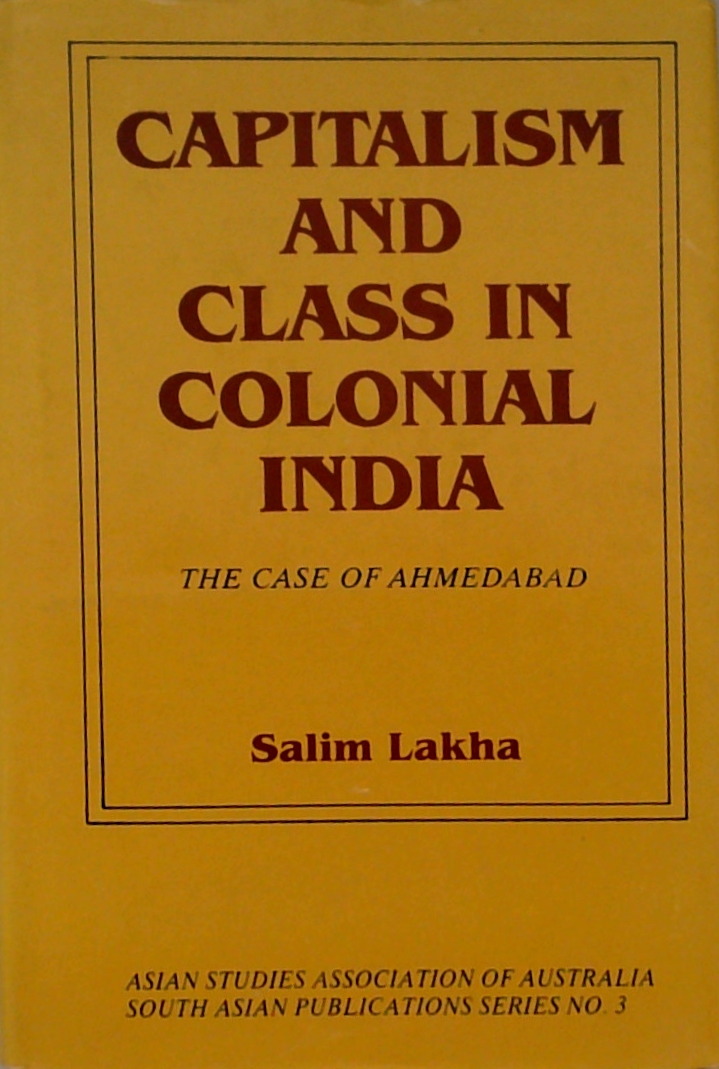 CAPITALISM
AND
CLASS IN
COLONIAL
INDIA
THE CASE OF AHMEDABAD
Salim Lakha
ASIAN STUDIES ASSOCIATION OF AUSTRALIA
SOUTH ASIAN PUBLICATIONS SERIES NO. 3